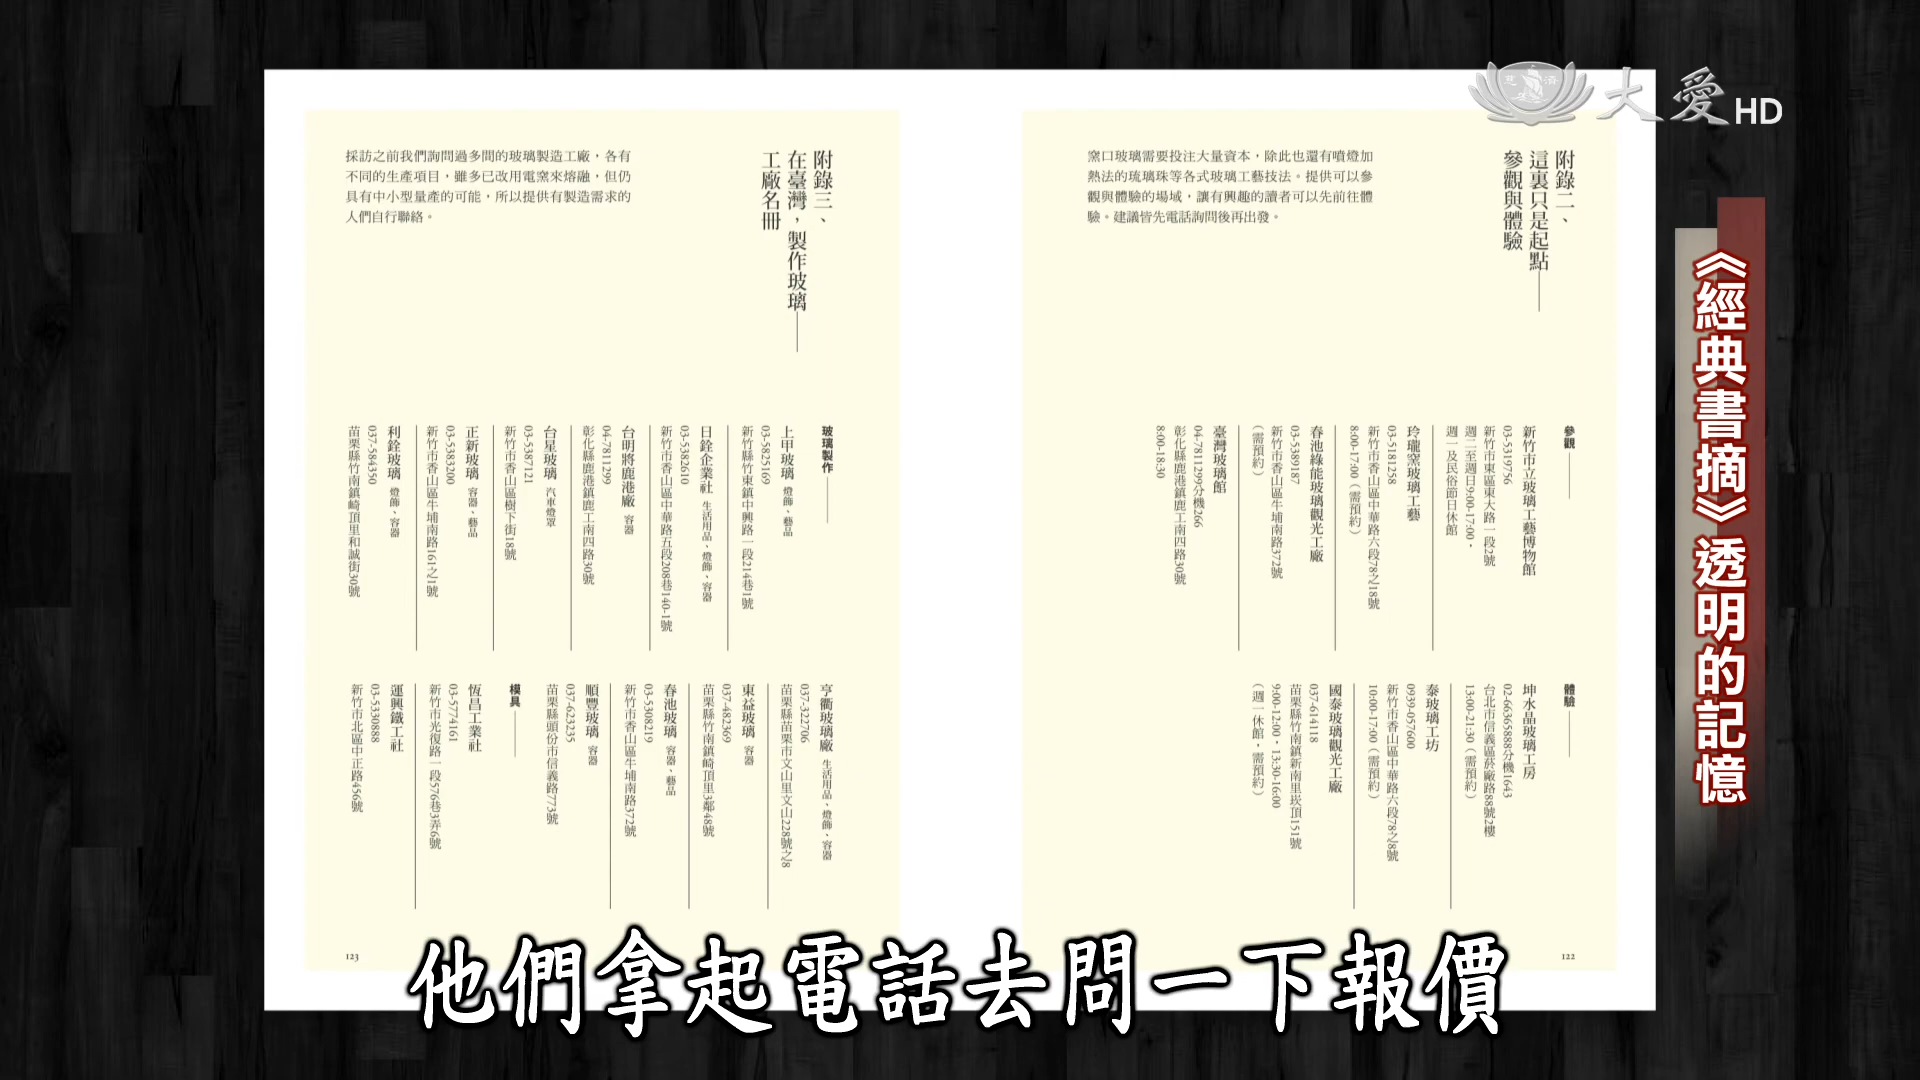 慈濟
大愛HD
《經典書摘》透明的記憶
附錄二、
這裏只是起點——
參觀與體驗
窯口玻璃需要投注大量資本，除此也還有噴燈加
熱法的琉璃珠等各式玻璃工藝技法。提供可以參
觀與體驗的場域，讓有興趣的讀者可以先前往體
驗。建議皆先電話詢問後再出發。
參觀——
新竹市立玻璃工藝博物館
03-5319756
新竹市東區東大路一段2號
週二至週日9:00-17:00，
週一及民俗節日休館
玲瓏窯玻璃工藝
03-5181258
新竹市香山區中華路六段78之18號
8:00-17:00（需預約）
春池綠能玻璃觀光工廠
03-5389187
新竹市香山區牛埔南路372號
（需預約）
臺灣玻璃館
04-7811299分機266
彰化縣鹿港鎮鹿工南四路30號
8:00-18:30
體驗——
坤水晶玻璃工房
02-66365888分機1643
台北市信義區菸廠路88號2樓
13:00-21:30（需預約）
泰玻璃工坊
0939-057600
新竹市香山區中華路六段78之8號
10:00-17:00（需預約）
國泰玻璃觀光工廠
037-614118
苗栗縣竹南鎮新南里崁頂151號
9:00-12:00，13:30-16:00
（週一休館，需預約）
122
附錄三、
在臺灣，製作玻璃——
工廠名冊
採訪之前我們詢問過多間的玻璃製造工廠，各有
不同的生產項目，雖多已改用電窯來熔融，但仍
具有中小型量產的可能，所以提供有製造需求的
人們自行聯絡。
玻璃製作——
上甲玻璃 燈飾、藝品
03-5825169
新竹縣竹東鎮中興路一段214巷1號
日銓企業社 生活用品、燈飾、容器
03-5382610
新竹市香山區中華路五段208巷140-1號
台明將鹿港廠 容器
04-7811299
彰化縣鹿港鎮鹿工南四路30號
台星玻璃 汽車燈罩
03-5387121
新竹市香山區樹下街18號
正新玻璃 容器、藝品
03-5383200
新竹市香山區牛埔南路161之1號
利銓玻璃 燈飾、容器
037-584350
苗栗縣竹南鎮崎頂里和誠街30號
亨衢玻璃廠 生活用品、燈飾、容器
037-322706
苗栗縣苗栗市文山里文山228號之8
東益玻璃 容器
037-482369
苗栗縣竹南鎮崎頂里3鄰48號
春池玻璃 容器、藝品
03-5308219
新竹市香山區牛埔南路372號
順豐玻璃 容器
037-623235
苗栗縣頭份市信義路773號
模具——
恆昌工業社
03-5774161
新竹市光復路一段576巷3弄6號
運興鐵工社
03-5330888
新竹市北區中正路456號
123
他們拿起電話去問一下報價